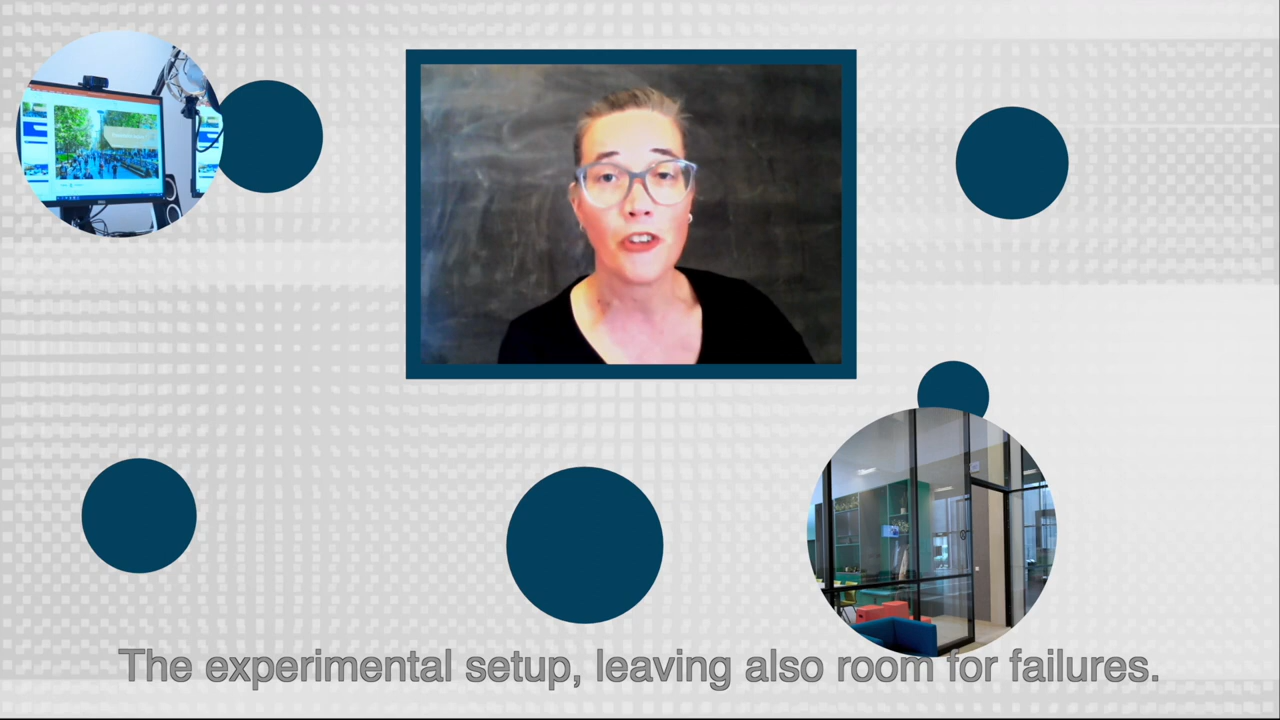 The experimental setup, leaving also room for failures.